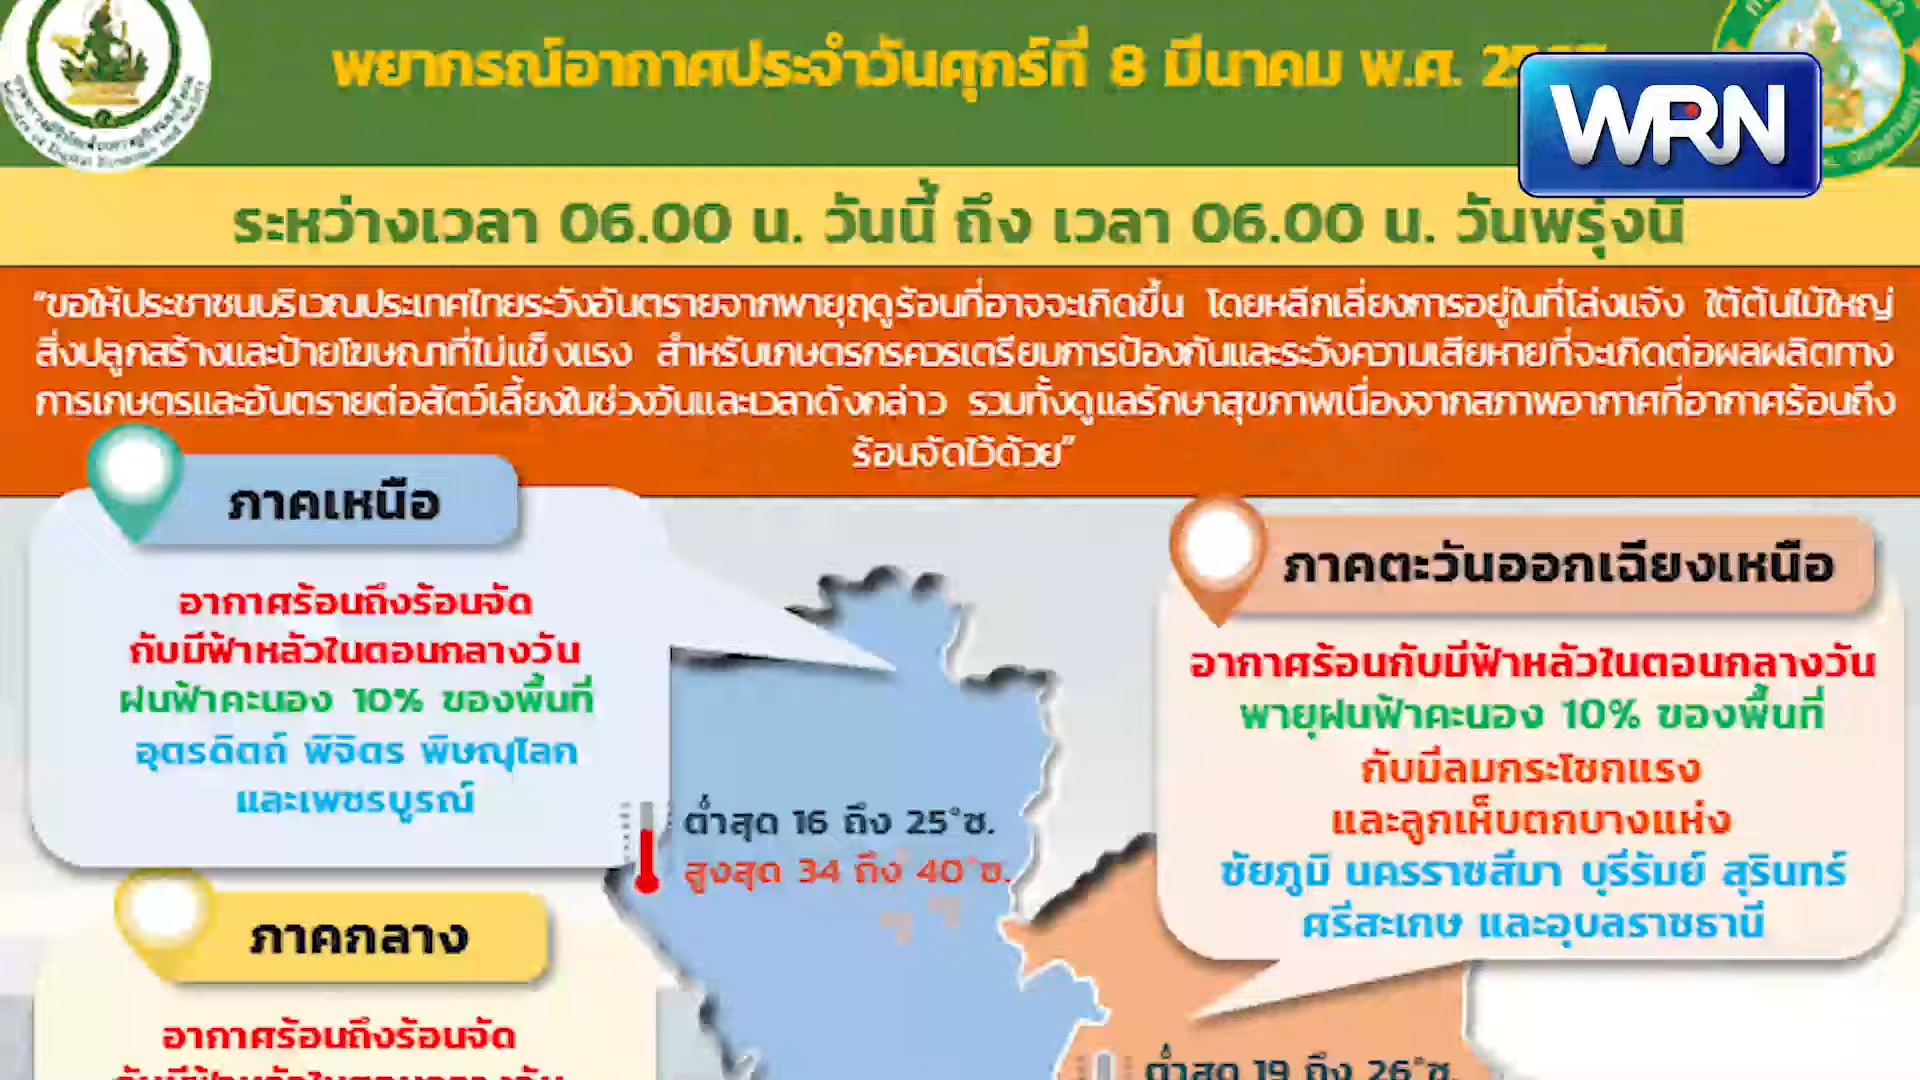 พยากรณ์อากาศประจำวันศุกร์ที่ 8 มีนาคม พ.ศ.
WRN
ระหว่างเวลา 06.00 น. วันนี้ ถึง เวลา 06.00 น. วันพรุ่งนี้
"ขอให้ประชาชนบริเวณประเทศไทยระวังอันตรายจากพายุฤดูร้อนที่อาจจะเกิดขึ้น โดยหลีกเลี่ยงการอยู่ในที่โล่งแจ้ง ใต้ต้นไม้ใหญ่
สิ่งปลูกสร้างและป้ายโฆษณาที่ไม่แข็งแรง สำหรับเกษตรกรควรเตรียมการป้องกันและระวังความเสียหายที่จะเกิดต่อผลผลิตทาง
การเกษตรและอันตรายต่อสัตว์เลี้ยงในช่วงวันและเวลาดังกล่าว รวมทั้งดูแลรักษาสุขภาพเนื่องจากสภาพอากาศที่อากาศร้อนถึง
ร้อนจัดไว้ด้วย"
ภาคเหนือ
อากาศร้อนถึงร้อนจัด
กับมีฟ้าหลัวในตอนกลางวัน
ฝนฟ้าคะนอง 10% ของพื้นที่
อุตรดิตถ์ พิจิตร พิษณุโลก
และเพชรบูรณ์
ต่ำสุด 16 ถึง 25°ซ.
สูงสุด 34 ถึง 40°ซ.
ภาคตะวันออกเฉียงเหนือ
อากาศร้อนกับมีฟ้าหลัวในตอนกลางวัน
พายุฝนฟ้าคะนอง 10% ของพื้นที่
กับมีลมกระโชกแรง
และลูกเห็บตกบางแห่ง
ชัยภูมิ นครราชสีมา บุรีรัมย์ สุรินทร์
ศรีสะเกษ และอุบลราชธานี
ต่ำสุด 19 ถึง 26°ซ.
ภาคกลาง
อากาศร้อนถึงร้อนจัด
กับมีฟ้าหลัวในตอนกลางวัน